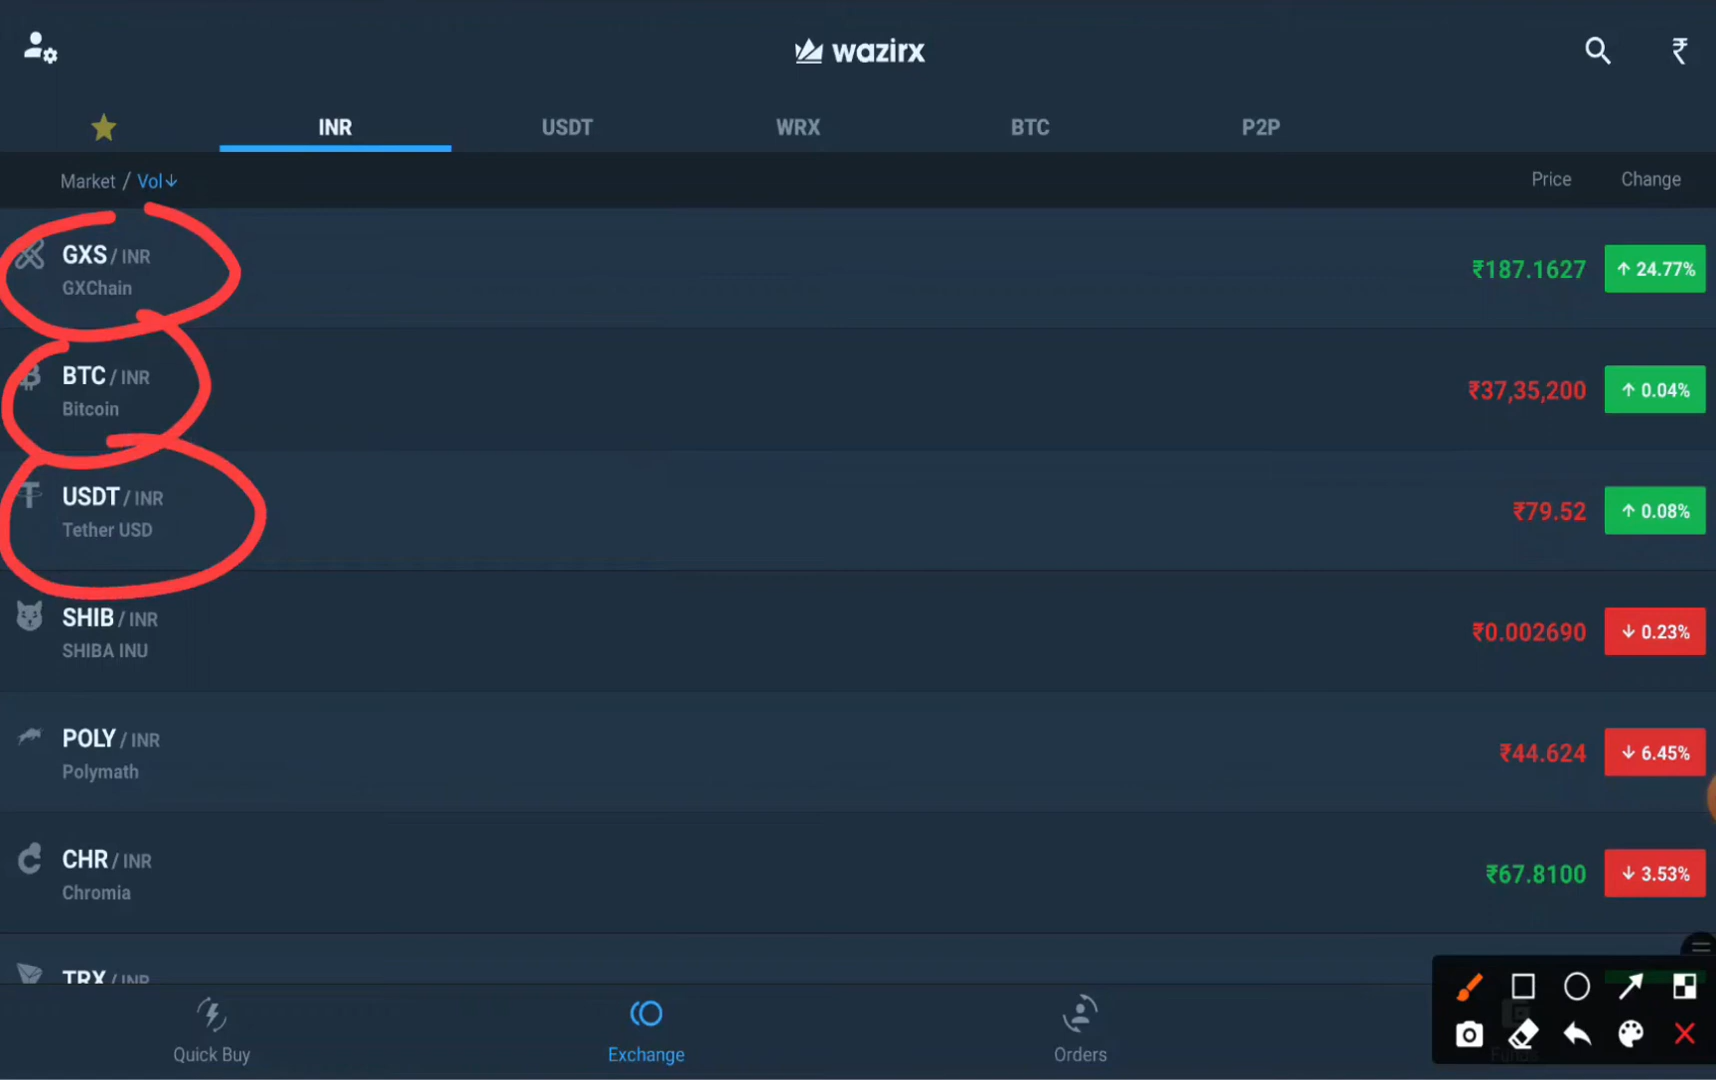 wazirx
₹
INR
USDT
WRX
BTC
P2P
Market / Vol↓
Price
Change
GXS / INR
GXChain
₹187.1627
↑ 24.77%
BTC / INR
Bitcoin
₹37,35,200
↑ 0.04%
USDT / INR
Tether USD
₹79.52
↑ 0.08%
SHIB / INR
SHIBA INU
₹0.002690
↓ 0.23%
POLY / INR
Polymath
₹44.624
↓ 6.45%
CHR / INR
Chromia
₹67.8100
↓ 3.53%
TRX / INR
Quick Buy
Exchange
Orders